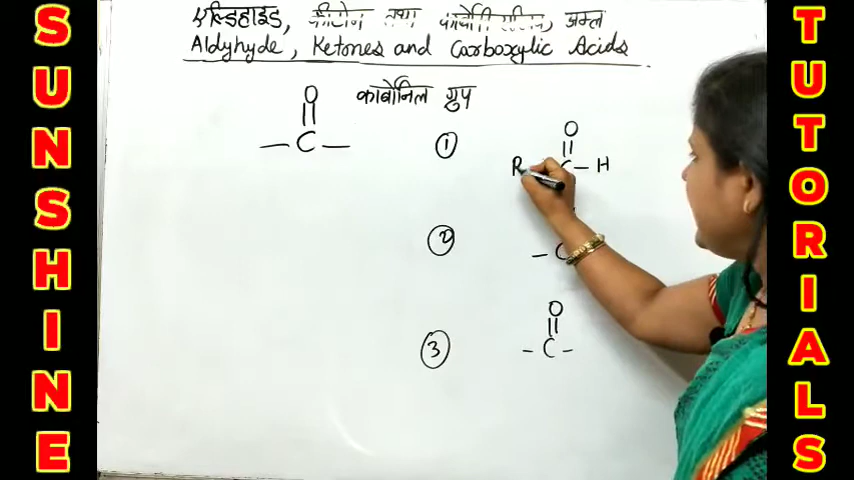 SUNSHINE
एल्डिहाइड, कीटोन तथा कार्बोक्सिलिक अम्ल
Aldyhyde, Ketones and Carboxylic Acids
कार्बोनिल ग्रुप
O
— C —
①
O
R C — H
②
— C
③
O
- C -
TUTORIALS